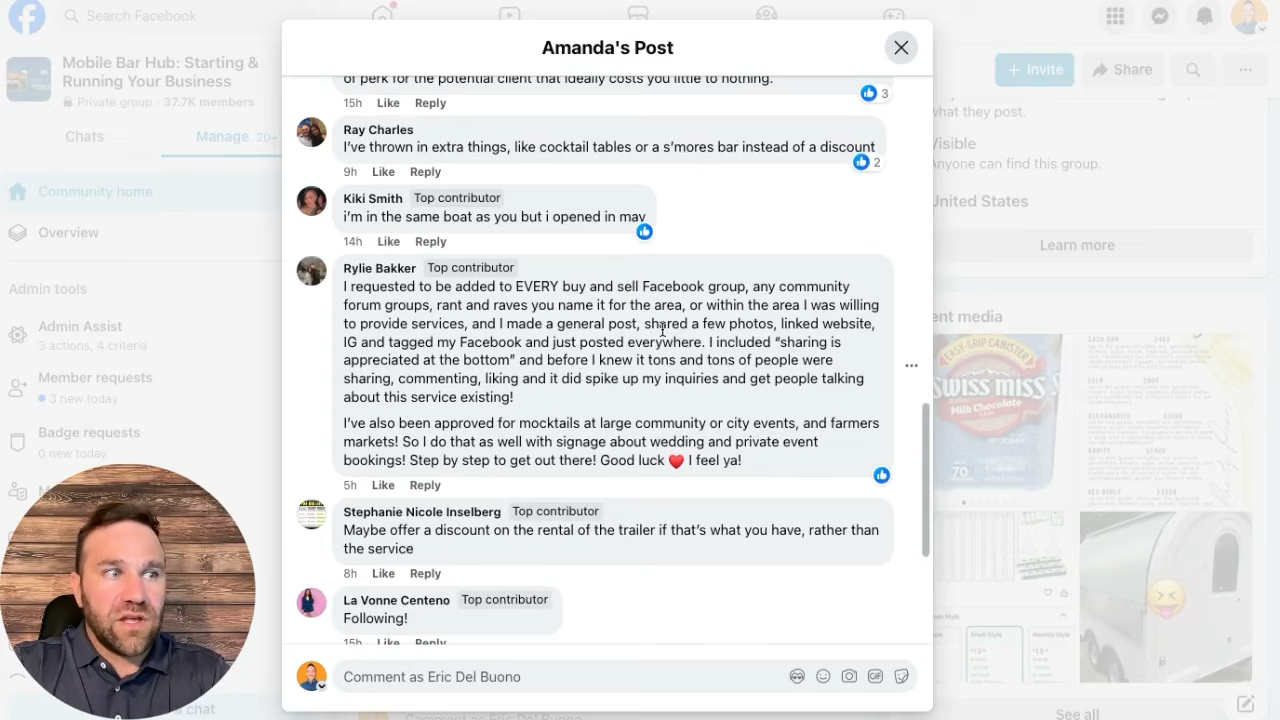 Search Facebook
Amanda's Post
Mobile Bar Hub: Starting &
Running Your Business
Private group · 37.7K members
+ Invite
Share
Chats
Manage
20+
Community home
Overview
Admin tools
Admin Assist
3 actions, 4 criteria
Member requests
3 new today
Badge requests
0 new today
chat
of perk for the potential client that ideally costs you little to nothing.
15h Like Reply
3
Ray Charles
I've thrown in extra things, like cocktail tables or a s'mores bar instead of a discount
2
9h Like Reply
Kiki Smith Top contributor
i'm in the same boat as you but i opened in may
14h Like Reply
Rylie Bakker Top contributor
I requested to be added to EVERY buy and sell Facebook group, any community
forum groups, rant and raves you name it for the area, or within the area I was willing
to provide services, and I made a general post, shared a few photos, linked website,
IG and tagged my Facebook and just posted everywhere. I included “sharing is
appreciated at the bottom” and before I knew it tons and tons of people were
sharing, commenting, liking and it did spike up my inquiries and get people talking
about this service existing!
I've also been approved for mocktails at large community or city events, and farmers
markets! So I do that as well with signage about wedding and private event
bookings! Step by step to get out there! Good luck ❤️ I feel ya!
5h Like Reply
Stephanie Nicole Inselberg Top contributor
Maybe offer a discount on the rental of the trailer if that's what you have, rather than
the service
8h Like Reply
La Vonne Centeno Top contributor
Following!
15h Like Reply
Comment as Eric Del Buono
GIF
Comment as Eric Del Buono
what they post.
Visible
Anyone can find this group.
United States
Learn more
ent media
EASY-GRIP CANISTER
SWISS MISS
Milk Chocolate
70
See all